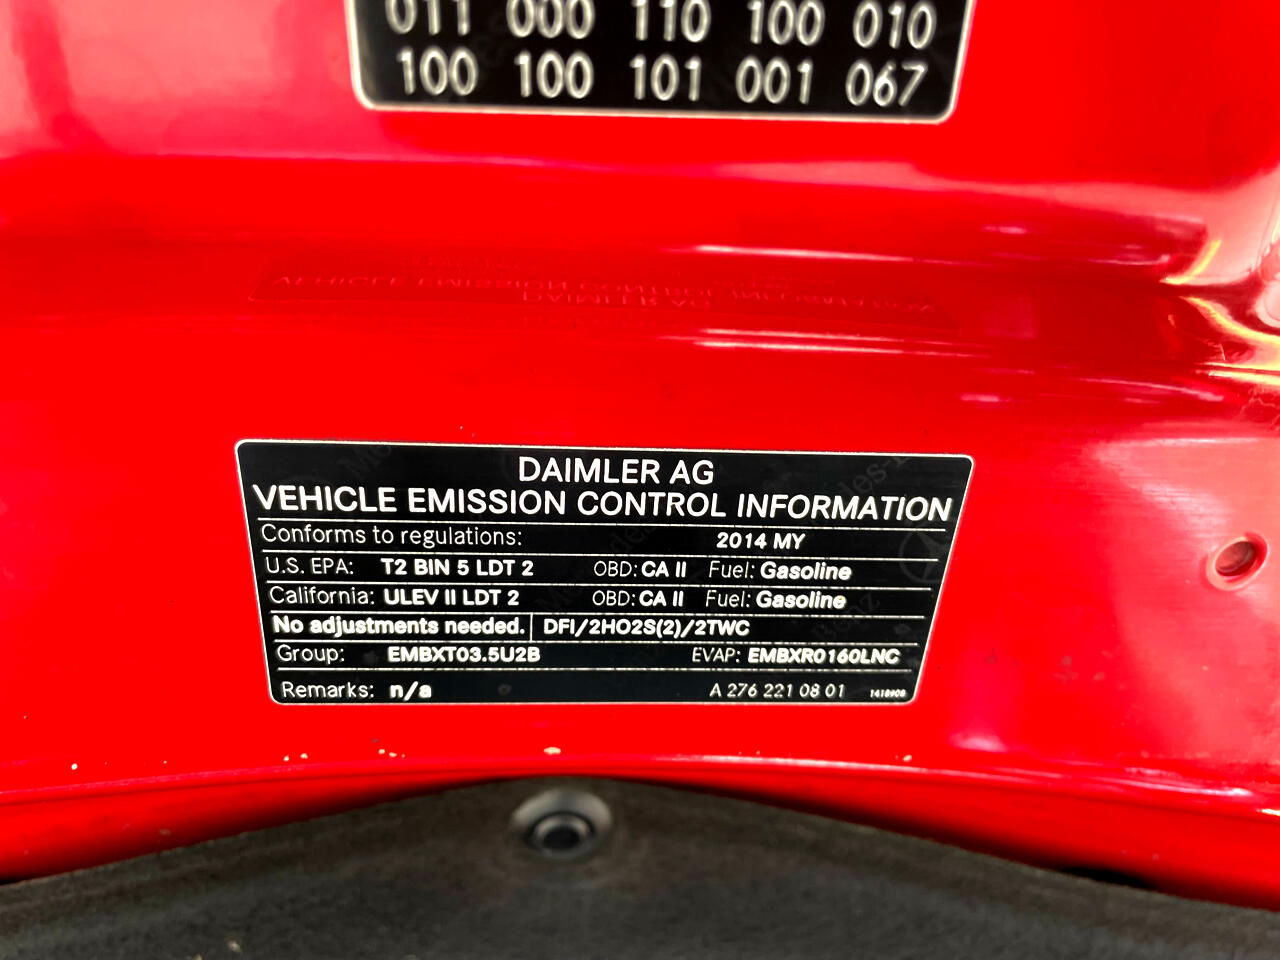 011 000 110 100 010
100 100 101 001 067
DAIMLER AG
VEHICLE EMISSION CONTROL INFORMATION
Conforms to regulations: 2014 MY
U.S. EPA: T2 BIN 5 LDT 2 OBD: CA II Fuel: Gasoline
California: ULEV II LDT 2 OBD: CA II Fuel: Gasoline
No adjustments needed. DFI/2HO2S(2)/2TWC
Group: EMBXT03.5U2B EVAP: EMBXR0160LNC
Remarks: n/a A 276 221 08 01 1418908